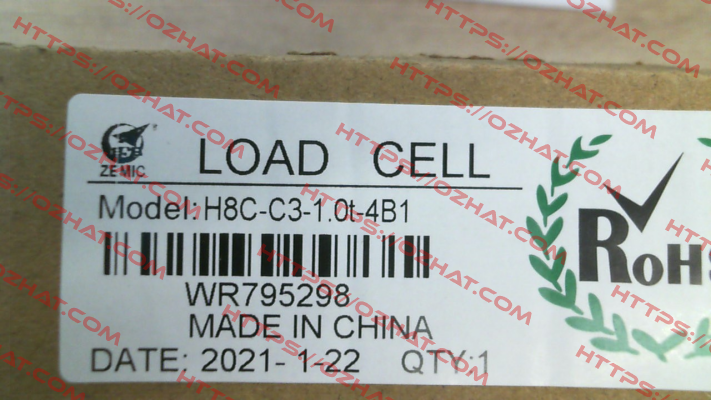 ZEMIC
LOAD CELL
Model: H8C-C3-1.0t-4B1
WR795298
MADE IN CHINA
DATE: 2021- 1-22 QTY:1
RoHS
HTTPS://OZHAT.COM